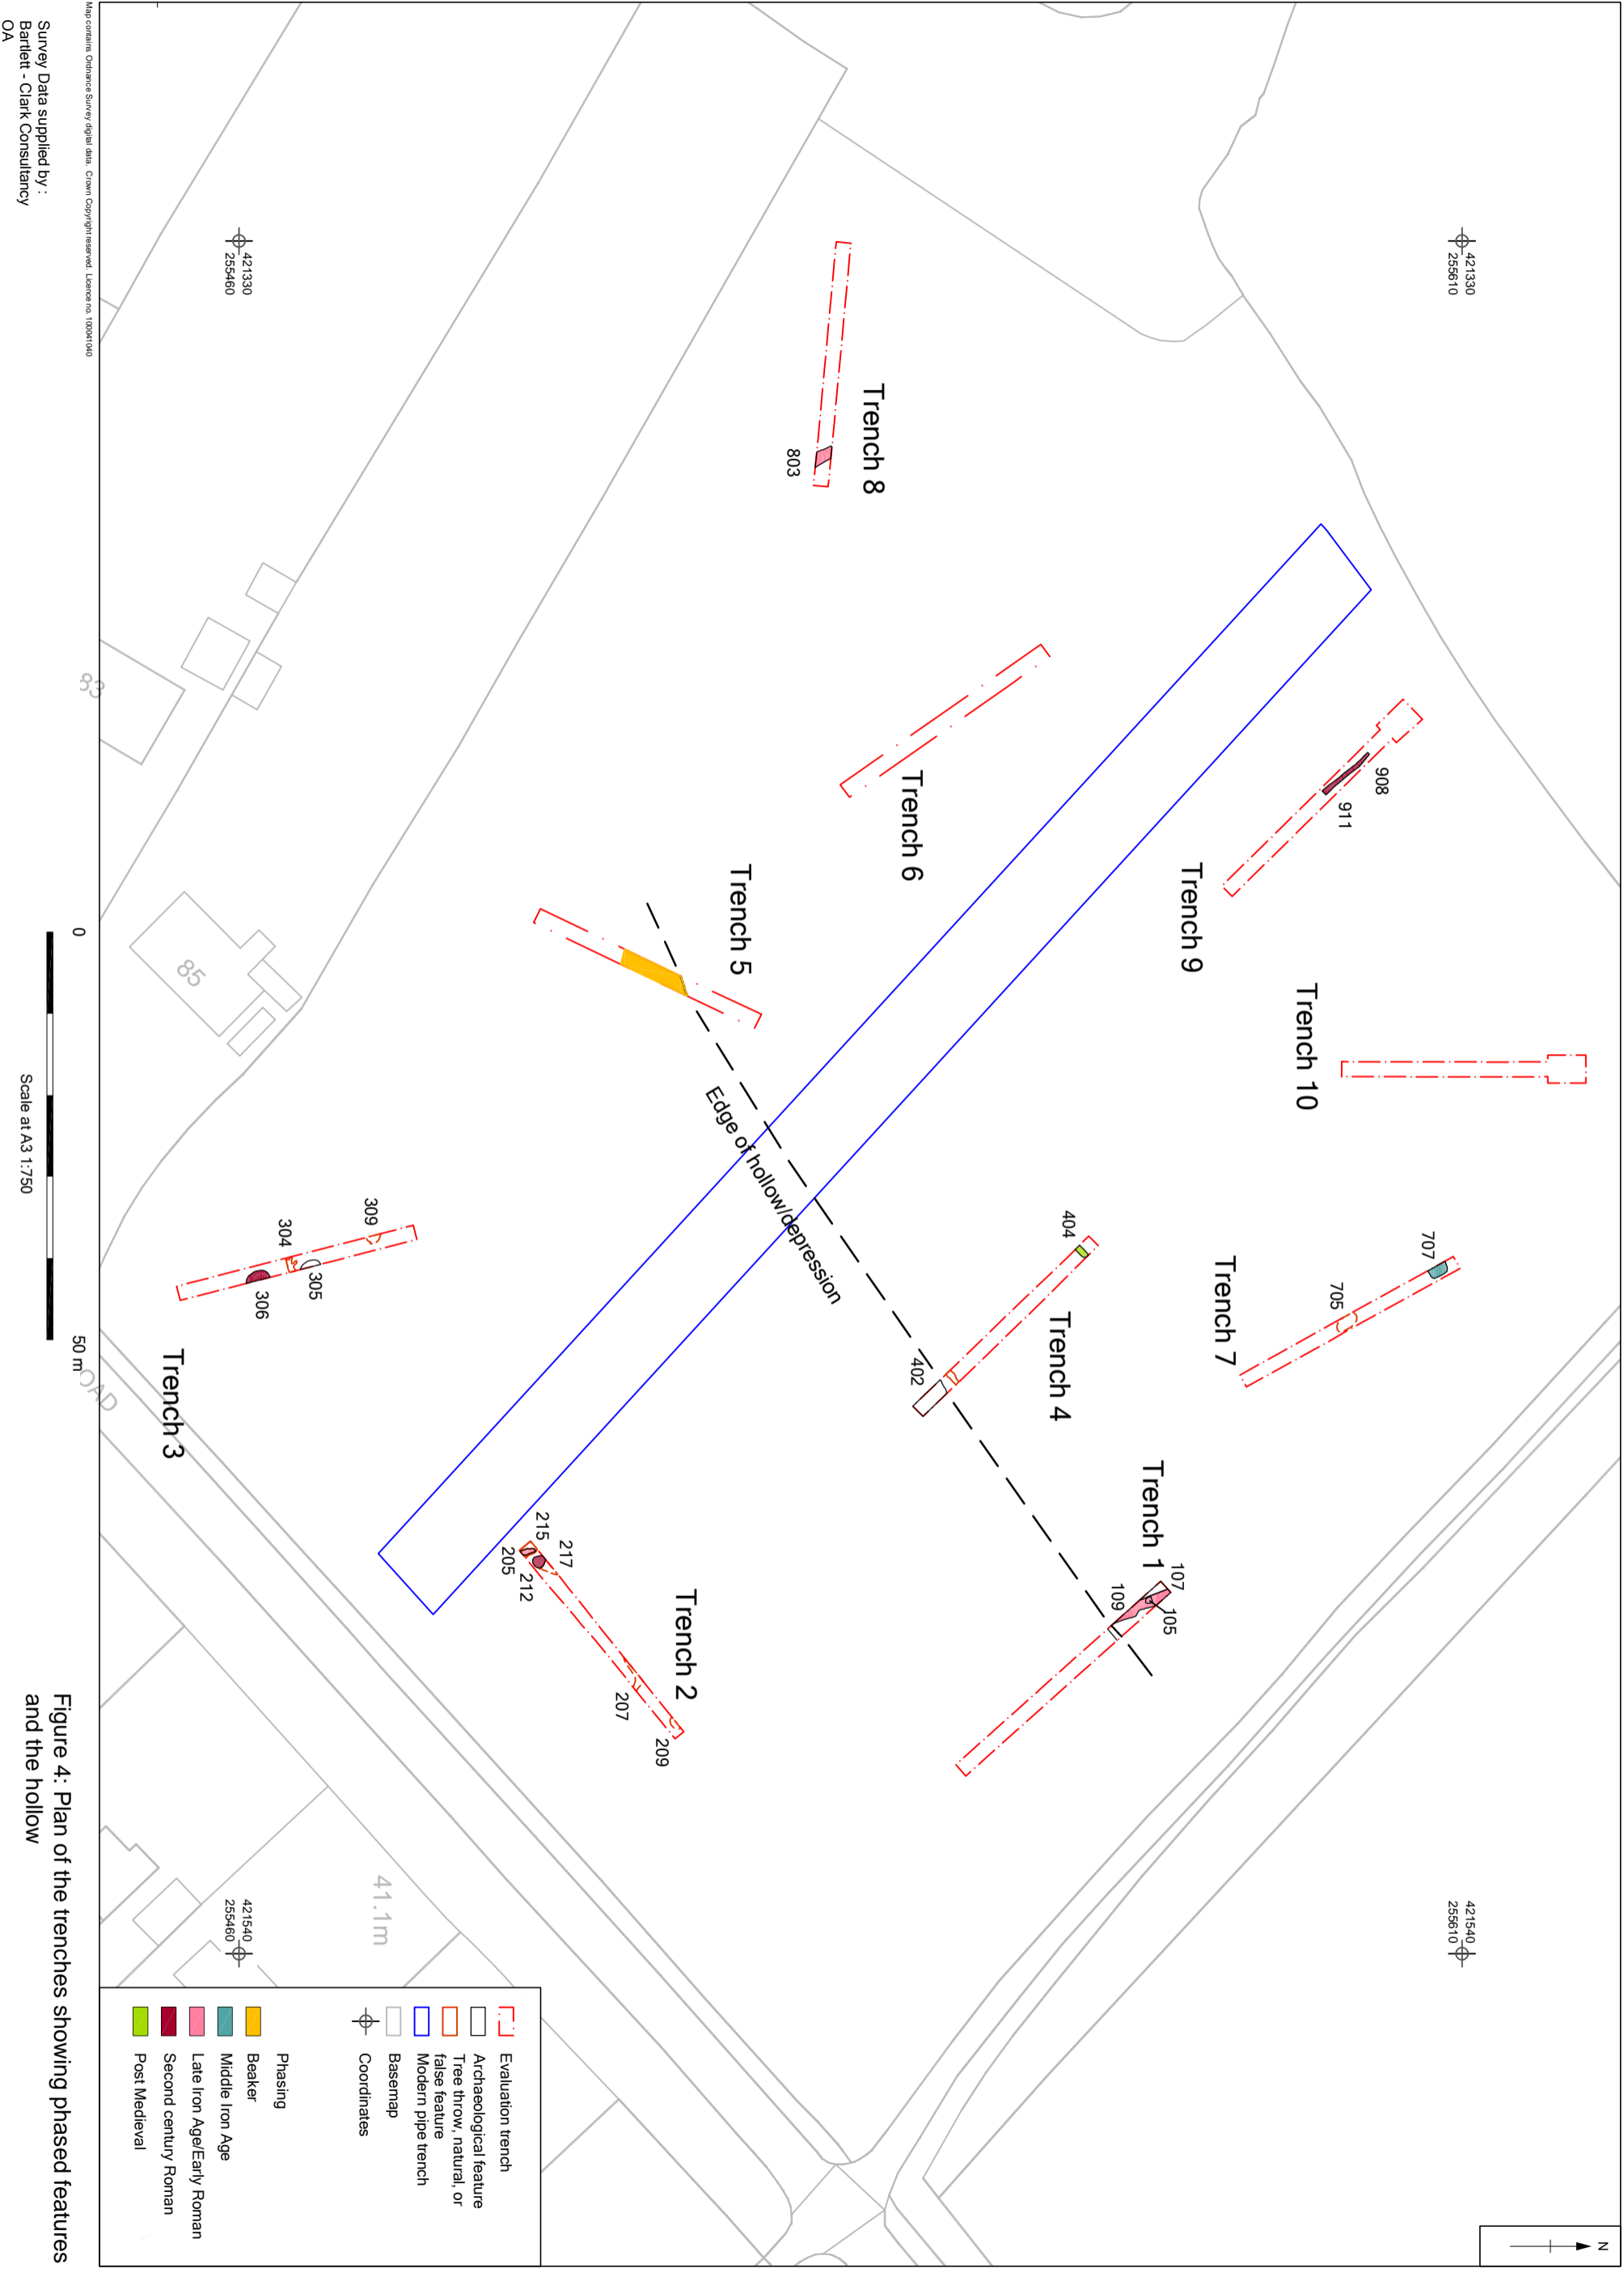 N
421330
255610
421540
255610
Trench 10
Trench 9
908
911
Trench 7
707
705
Trench 1
107
105
109
Trench 4
404
402
Trench 6
Trench 8
803
Trench 5
Edge of hollow/depression
Trench 2
215
217
205
212
207
209
309
304
305
306
Trench 3
421330
255460
421540
255460
83
85
OAD
41.1m
Evaluation trench
Archaeological feature
Tree throw, natural, or
false feature
Modern pipe trench
Basemap
Coordinates
Phasing
Beaker
Middle Iron Age
Late Iron Age/Early Roman
Second century Roman
Post Medieval
Map contains Ordnance Survey digital data. Crown Copyright reserved. Licence no. 100041040
0
50 m
Scale at A3 1:750
Survey Data supplied by :
Bartlett - Clark Consultancy
OA
Figure 4: Plan of the trenches showing phased features
and the hollow